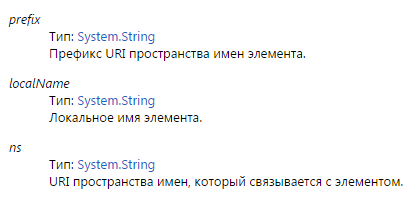 prefix
Тип: System.String
Префикс URI пространства имен элемента.
localName
Тип: System.String
Локальное имя элемента.
ns
Тип: System.String
URI пространства имен, который связывается с элементом.